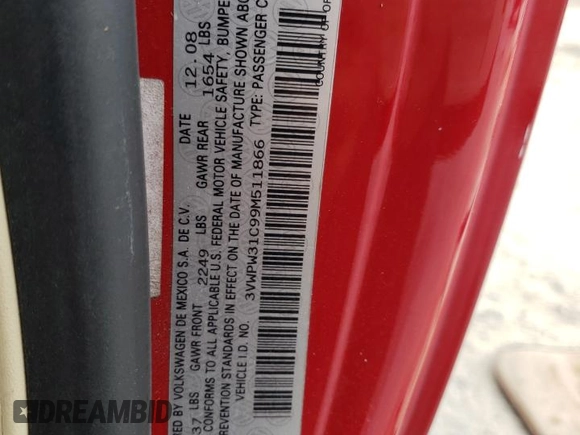 ED BY VOLKSWAGEN DE MEXICO S.A. DE C.V. DATE 12.08
37 LBS GAWR FRONT 2249 LBS GAWR REAR 1654 LBS
CONFORMS TO ALL APPLICABLE U.S. FEDERAL MOTOR VEHICLE SAFETY, BUMPE
REVENTION STANDARDS IN EFFECT ON THE DATE OF MANUFACTURE SHOWN ABO
VEHICLE I.D. NO. 3VWPW31C99M511866 TYPE: PASSENGER C
COUNTRY OF OR
DREAMBID